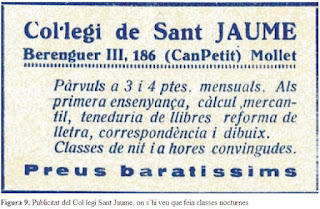 Col·legi de Sant JAUME
Berenguer III, 186 (CanPetit) Mollet
Pàrvuls a 3 i 4 ptes. mensuals. Als
primera ensenyança, càlcul ,mercan-
til, teneduria de llibres reforma de
lletra, correspondència i dibuix.
Classes de nit i a hores convingudes
Preus baratissims
Figura 9. Publicitat del Col·legi Sant Jaume, on s'hi veu que feia classes nocturnes